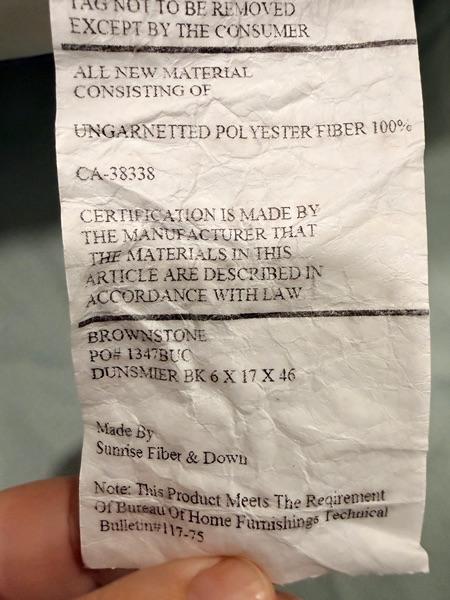 TAG NOT TO BE REMOVED
EXCEPT BY THE CONSUMER
ALL NEW MATERIAL
CONSISTING OF
UNGARNETTED POLYESTER FIBER 100%
CA-38338
CERTIFICATION IS MADE BY
THE MANUFACTURER THAT
THE MATERIALS IN THIS
ARTICLE ARE DESCRIBED IN
ACCORDANCE WITH LAW
BROWNSTONE
PO# 1347BUC
DUNSMIER BK 6 X 17 X 46
Made By
Sunrise Fiber & Down
Note: This Product Meets The Reqirement
Of Bureau Of Home Furnishings Technical
Bulletin#117-75